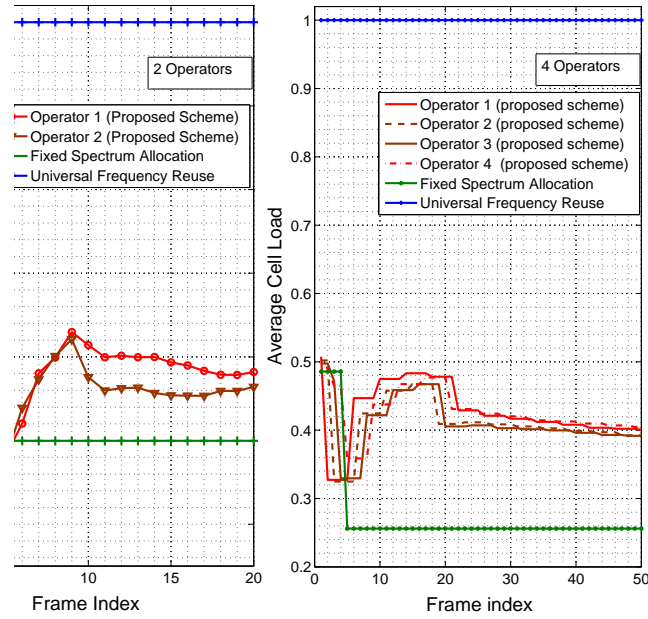 2 Operators
Operator 1 (Proposed Scheme)
Operator 2 (Proposed Scheme)
Fixed Spectrum Allocation
Universal Frequency Reuse
10
15
20
Frame Index
4 Operators
Operator 1 (proposed scheme)
Operator 2 (proposed scheme)
Operator 3 (proposed scheme)
Operator 4 (proposed scheme)
Fixed Spectrum Allocation
Universal Frequency Reuse
Average Cell Load
1
0.9
0.8
0.7
0.6
0.5
0.4
0.3
0.2
0
10
20
30
40
50
Frame index